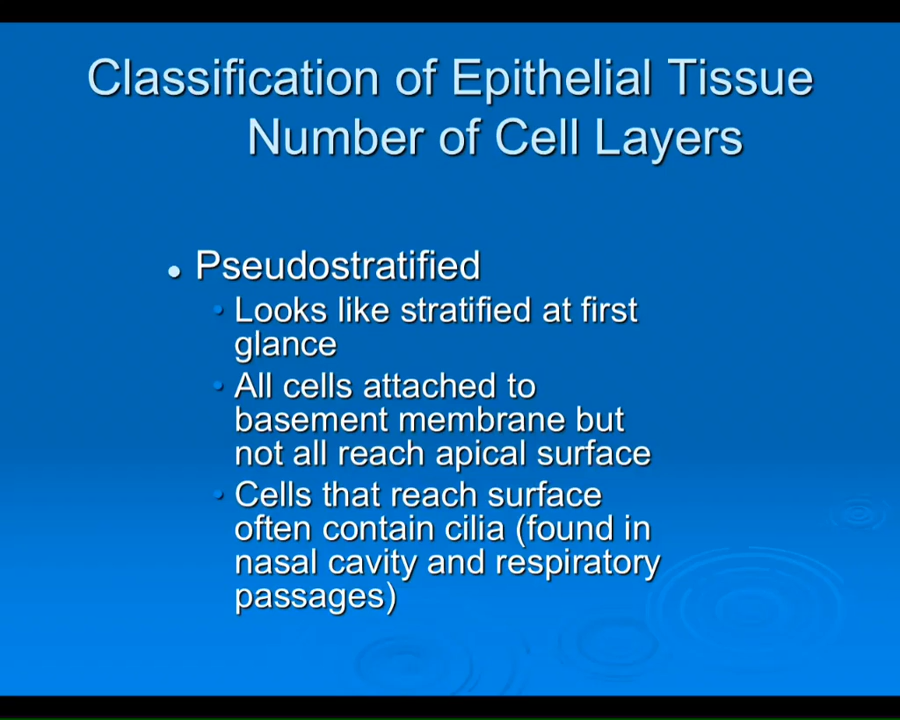 Classification of Epithelial Tissue
Number of Cell Layers
• Pseudostratified
• Looks like stratified at first
glance
• All cells attached to
basement membrane but
not all reach apical surface
• Cells that reach surface
often contain cilia (found in
nasal cavity and respiratory
passages)